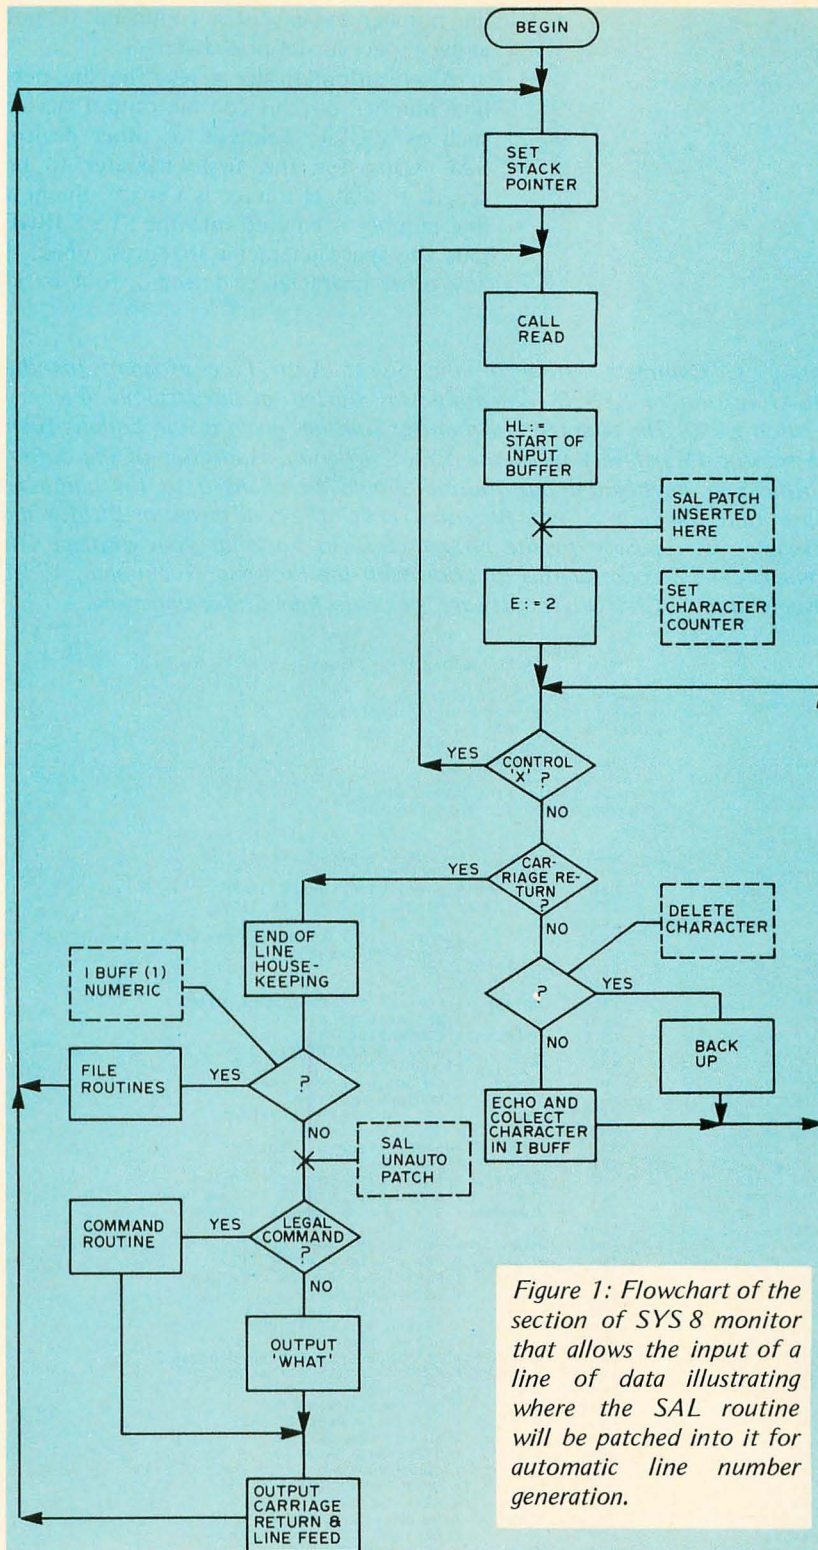 BEGIN
SET
STACK
POINTER
CALL
READ
HL:=
START OF
INPUT
BUFFER
SAL PATCH
INSERTED
HERE
E:=2
SET
CHARACTER
COUNTER
YES
CONTROL
'X' ?
NO
YES
CAR-
RIAGE RE-
TURN
?
NO
DELETE
CHARACTER
?
YES
NO
BACK
UP
ECHO AND
COLLECT
CHARACTER
IN I BUFF
END OF
LINE
HOUSE-
KEEPING
I BUFF (1)
NUMERIC
FILE
ROUTINES
YES
?
NO
SAL
UNAUTO
PATCH
COMMAND
ROUTINE
YES
LEGAL
COMMAND
?
NO
OUTPUT
'WHAT'
OUTPUT
CARRIAGE
RETURN &
LINE FEED
Figure 1: Flowchart of the
section of SYS 8 monitor
that allows the input of a
line of data illustrating
where the SAL routine
will be patched into it for
automatic line number
generation.